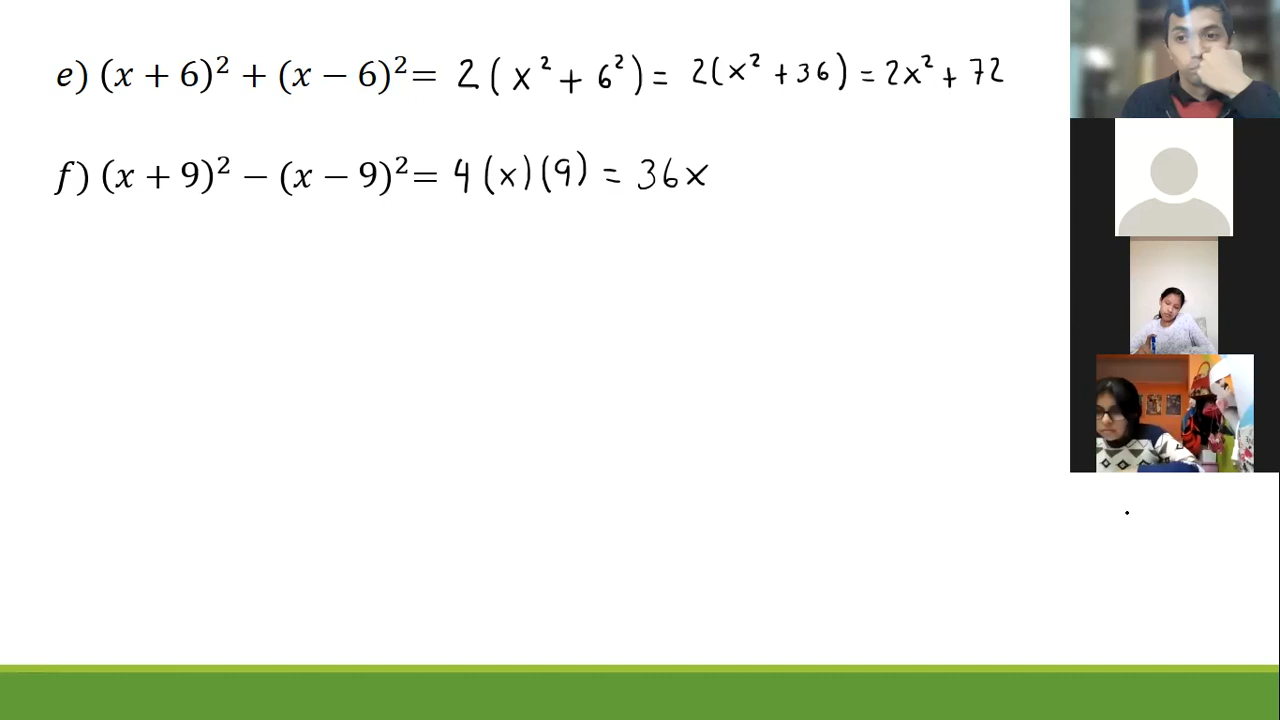 e) (x + 6)² + (x − 6)² = 2(x² + 6²) = 2(x² + 36) = 2x² + 72
f) (x + 9)² − (x − 9)² = 4(x)(9) = 36x